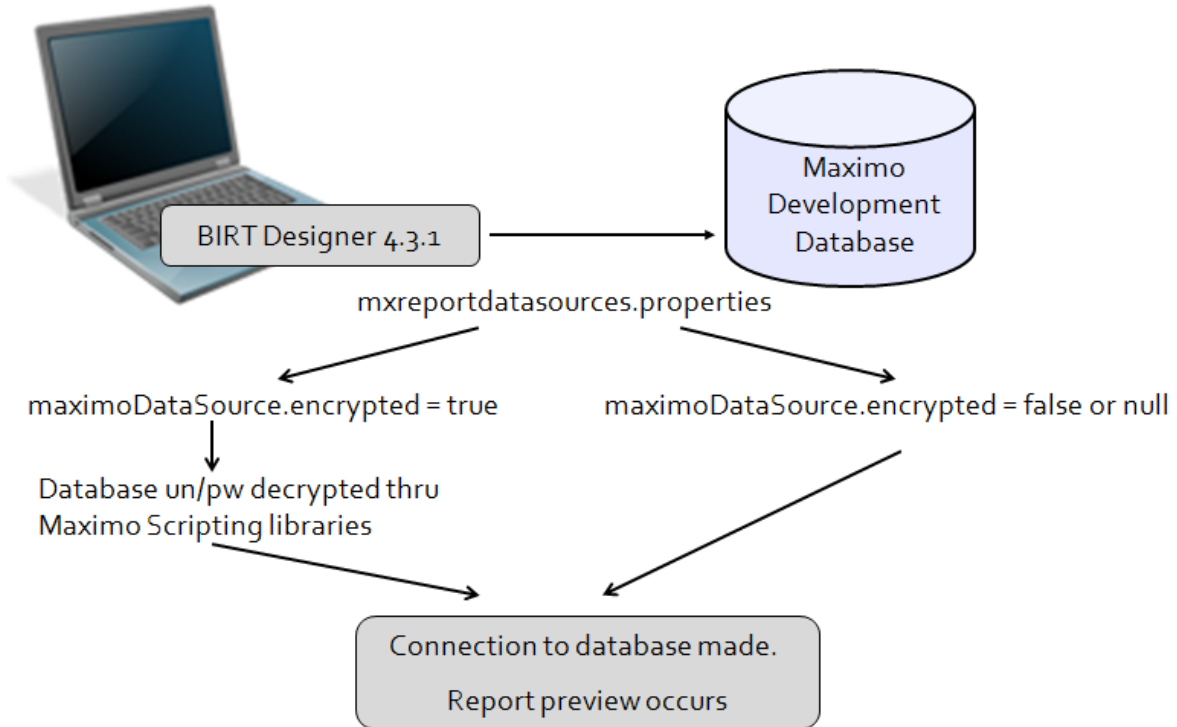 BIRT Designer 4.3.1
Maximo
Development
Database
mxreportdatasources.properties
maximoDataSource.encrypted = true
maximoDataSource.encrypted = false or null
Database un/pw decrypted thru
Maximo Scripting libraries
Connection to database made.
Report preview occurs